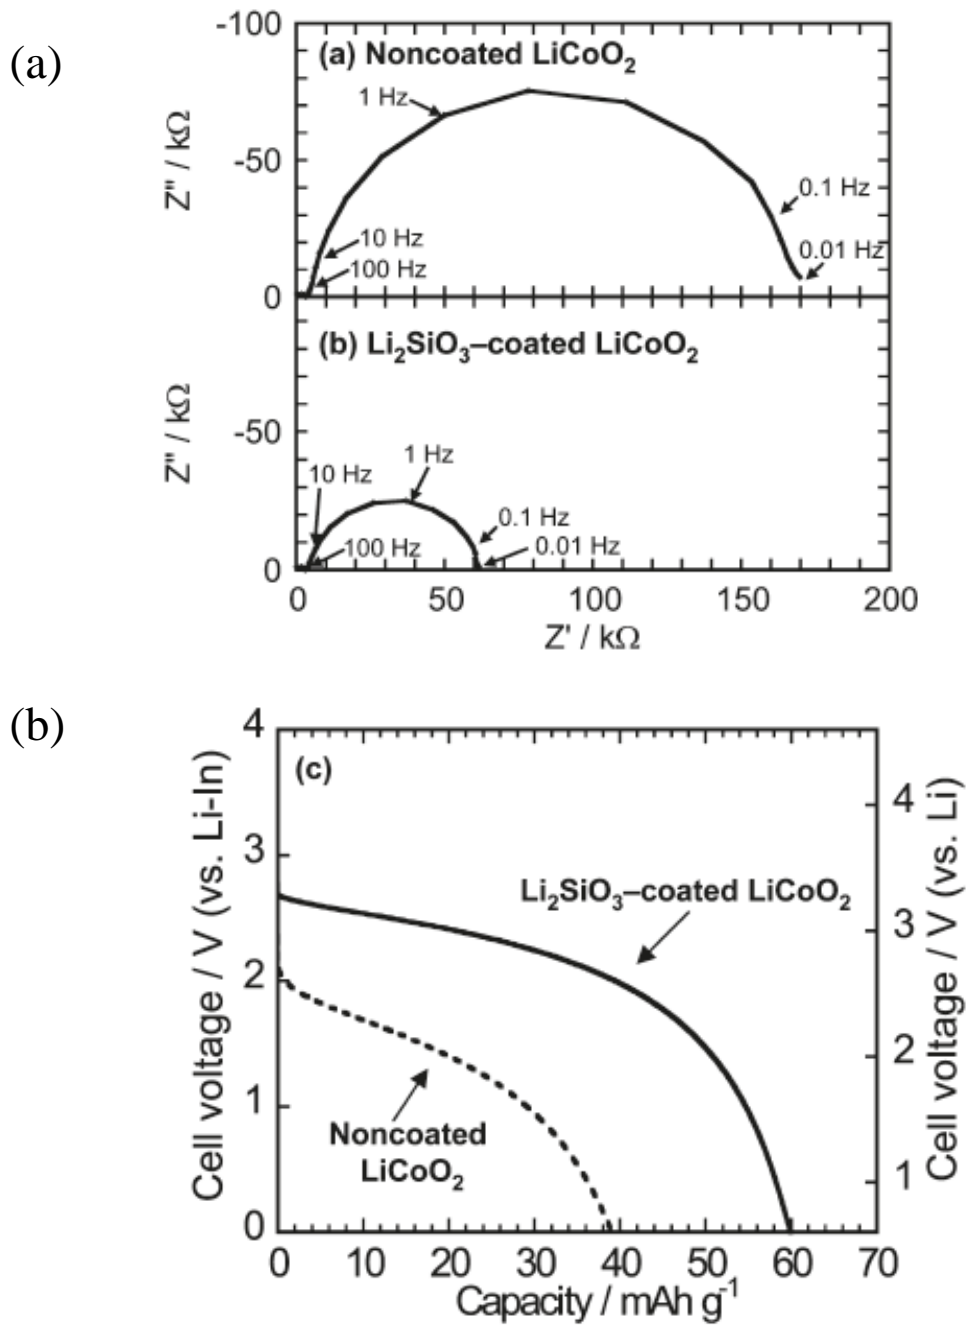 (a)
-100
(a) Noncoated LiCoO₂
1 Hz
Z" / kΩ
-50
0.1 Hz
10 Hz
0.01 Hz
100 Hz
0
(b) Li₂SiO₃–coated LiCoO₂
Z" / kΩ
-50
1 Hz
10 Hz
0.1 Hz
100 Hz
0.01 Hz
0
0 50 100 150 200
Z' / kΩ
(b)
4
(c)
4
3
Li₂SiO₃–coated LiCoO₂
3
Cell voltage / V (vs. Li-In)
Cell voltage / V (vs. Li)
2
2
1
Noncoated
LiCoO₂
1
0
0 10 20 30 40 50 60 70
Capacity / mAh g⁻¹